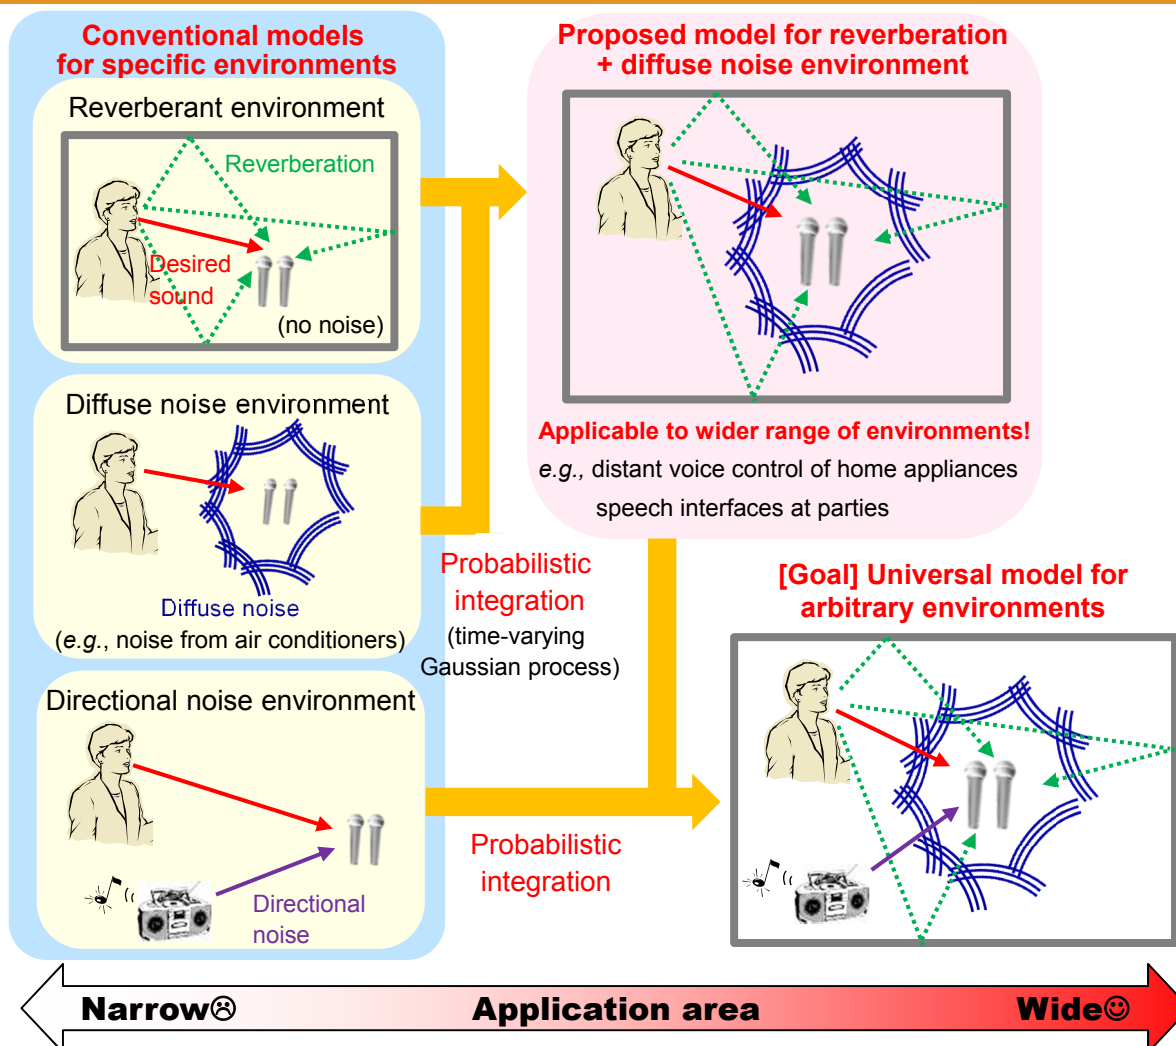 Conventional models
for specific environments
Reverberant environment
Reverberation
Desired
sound
(no noise)
Diffuse noise environment
Diffuse noise
(e.g., noise from air conditioners)
Directional noise environment
Directional
noise
Proposed model for reverberation
+ diffuse noise environment
Applicable to wider range of environments!
e.g., distant voice control of home appliances
speech interfaces at parties
Probabilistic
integration
(time-varying
Gaussian process)
Probabilistic
integration
[Goal] Universal model for
arbitrary environments
Narrow☹ Application area Wide☺